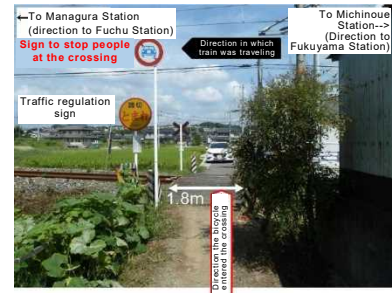 ←To Managura Station
(direction to Fuchu Station)
Sign to stop people
at the crossing
Direction in which
train was traveling
To Michinoue
Station-->
(Direction to
Fukuyama Station)
Traffic regulation
sign
1.8m
Direction the bicycle
entered the crossing